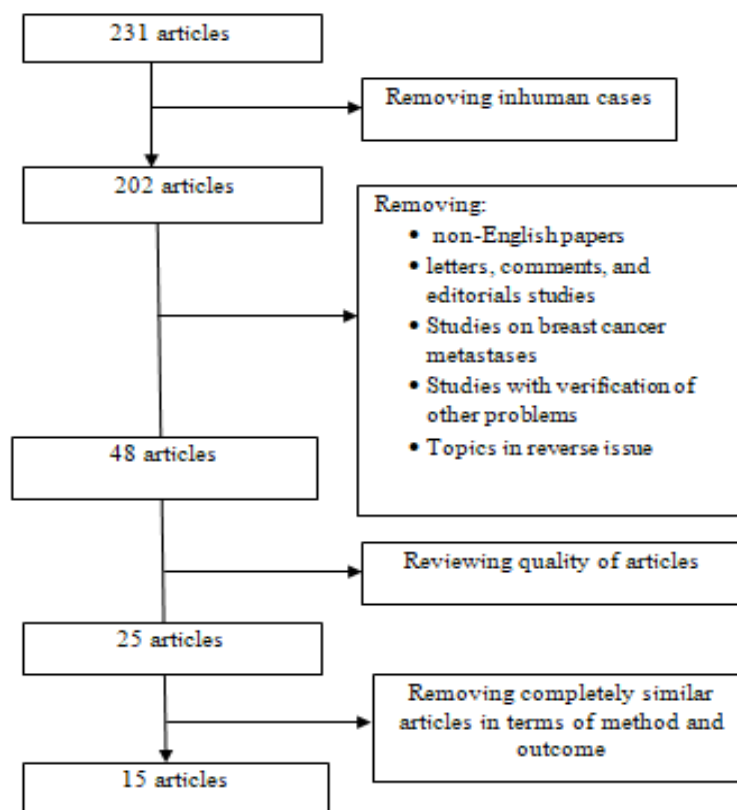 231 articles
Removing inhuman cases
202 articles
Removing:
• non-English papers
• letters, comments, and
editorials studies
• Studies on breast cancer
metastases
• Studies with verification of
other problems
• Topics in reverse issue
48 articles
Reviewing quality of articles
25 articles
Removing completely similar
articles in terms of method and
outcome
15 articles